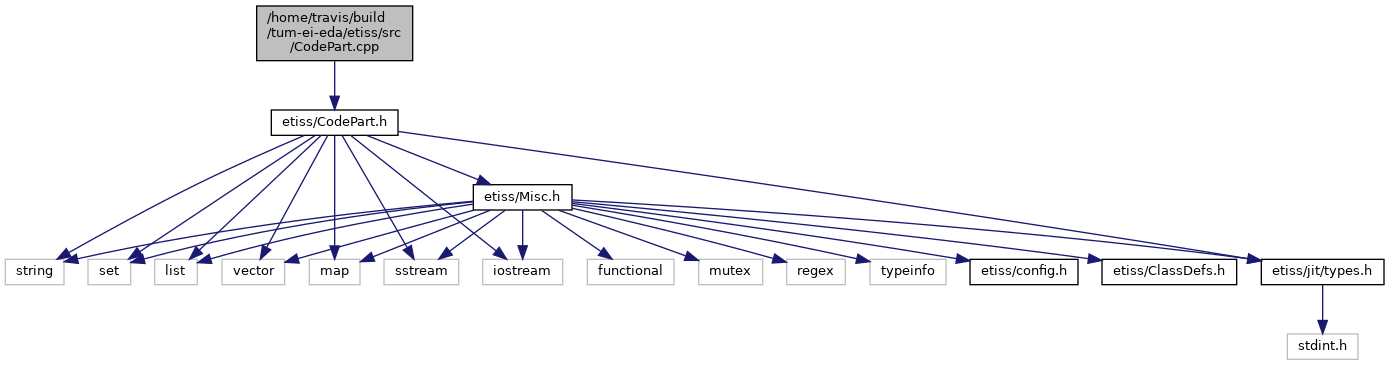 /home/travis/build
/tum-ei-eda/etiss/src
/CodePart.cpp
etiss/CodePart.h
etiss/Misc.h
string
set
list
vector
map
sstream
iostream
functional
mutex
regex
typeinfo
etiss/config.h
etiss/ClassDefs.h
etiss/jit/types.h
stdint.h